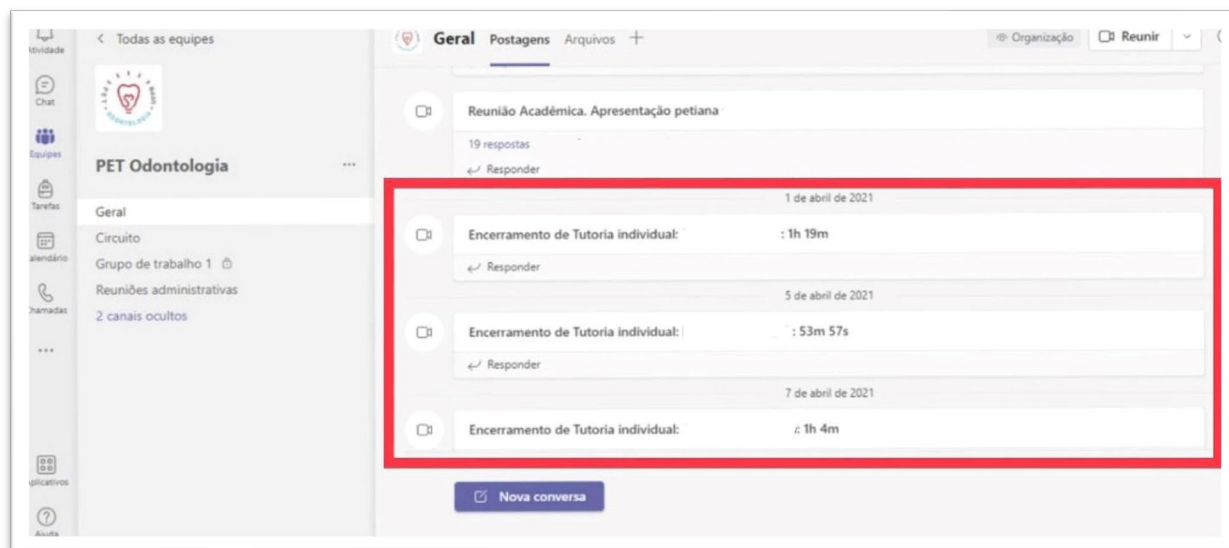 Atividade
Chat
Equipes
Tarefas
alendário
Chamadas
...
plicativos
Ajuda
< Todas as equipes
ODONTOLOGIA
PET Odontologia ...
Geral
Circuito
Grupo de trabalho 1
Reuniões administrativas
2 canais ocultos
Geral Postagens Arquivos +
Organização Reunir
Reunião Acadêmica. Apresentação petiana
19 respostas
Responder
1 de abril de 2021
Encerramento de Tutoria individual: : 1h 19m
Responder
5 de abril de 2021
Encerramento de Tutoria individual: : 53m 57s
Responder
7 de abril de 2021
Encerramento de Tutoria individual: : 1h 4m
Nova conversa